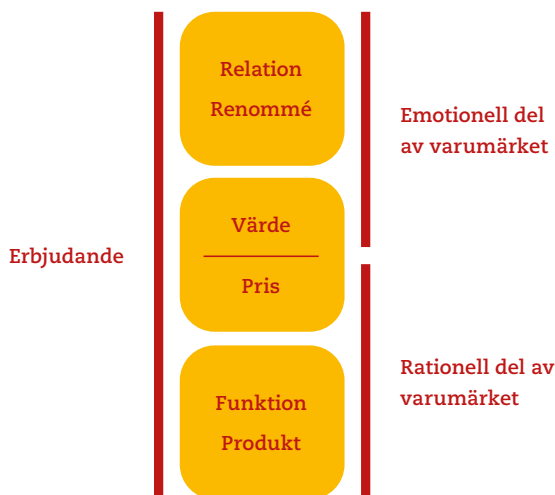 Erbjudande
Relation
Renommé
Värde
Pris
Funktion
Produkt
Emotionell del
av varumärket
Rationell del av
varumärket